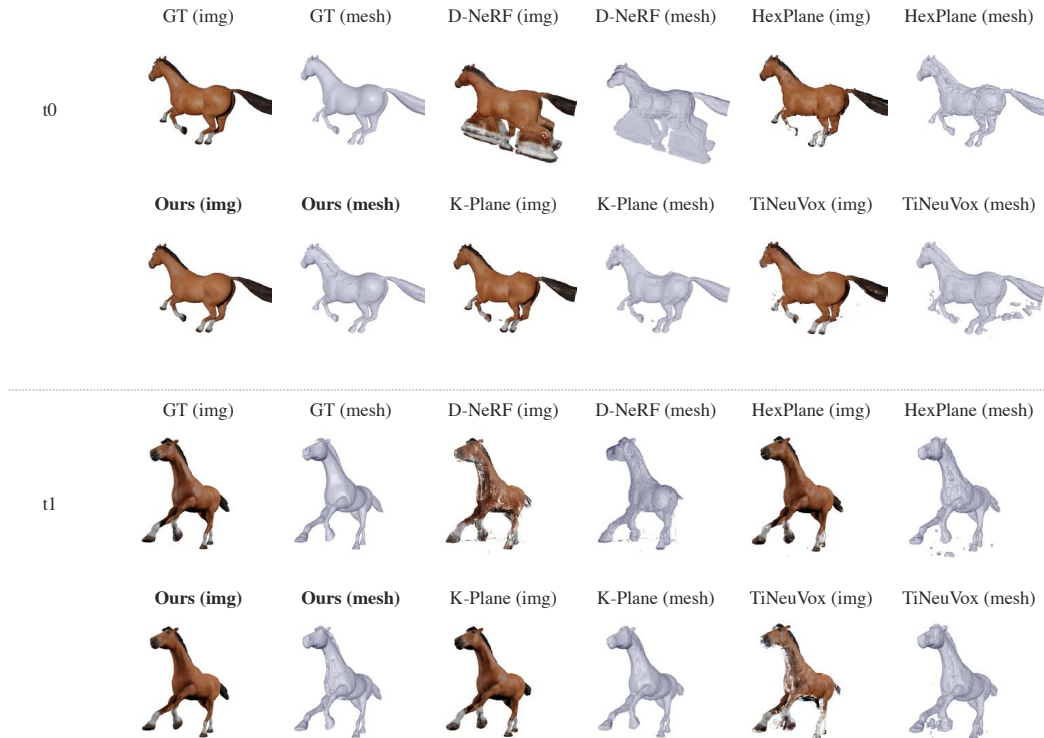 GT (img) GT (mesh) D-NeRF (img) D-NeRF (mesh) HexPlane (img) HexPlane (mesh)
t0
Ours (img) Ours (mesh) K-Plane (img) K-Plane (mesh) TiNeuVox (img) TiNeuVox (mesh)
GT (img) GT (mesh) D-NeRF (img) D-NeRF (mesh) HexPlane (img) HexPlane (mesh)
t1
Ours (img) Ours (mesh) K-Plane (img) K-Plane (mesh) TiNeuVox (img) TiNeuVox (mesh)